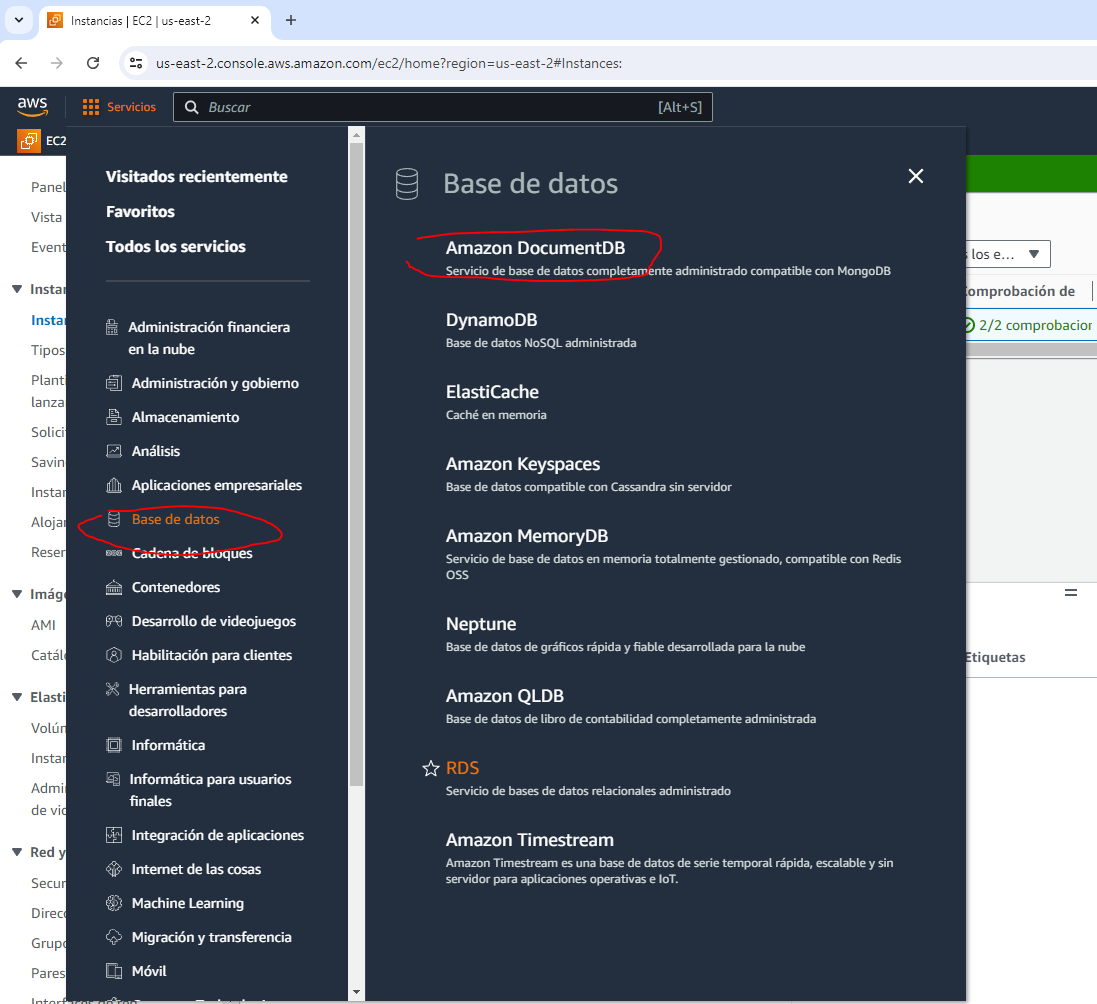 Instancias | EC2 | us-east-2
us-east-2.console.aws.amazon.com/ec2/home?region=us-east-2#Instances:
aws
Servicios
Buscar
[Alt+S]
EC2
Visitados recientemente
Favoritos
Todos los servicios
Administración financiera
en la nube
Administración y gobierno
Almacenamiento
Análisis
Aplicaciones empresariales
Base de datos
Cadena de bloques
Contenedores
Desarrollo de videojuegos
Habilitación para clientes
Herramientas para
desarrolladores
Informática
Informática para usuarios
finales
Integración de aplicaciones
Internet de las cosas
Machine Learning
Migración y transferencia
Móvil
Base de datos
Amazon DocumentDB
Servicio de base de datos completamente administrado compatible con MongoDB
DynamoDB
Base de datos NoSQL administrada
ElastiCache
Caché en memoria
Amazon Keyspaces
Base de datos compatible con Cassandra sin servidor
Amazon MemoryDB
Servicio de base de datos en memoria totalmente gestionado, compatible con Redis
OSS
Neptune
Base de datos de gráficos rápida y fiable desarrollada para la nube
Amazon QLDB
Base de datos de libro de contabilidad completamente administrada
RDS
Servicio de bases de datos relacionales administrado
Amazon Timestream
Amazon Timestream es una base de datos de serie temporal rápida, escalable y sin
servidor para aplicaciones operativas e IoT.
Panel
Vista
Event
Instan
Instan
Tipos
Planti
lanza
Solici
Savin
Instan
Alojar
Reser
Imáge
AMI
Catálo
Elasti
Volún
Instan
Admi
de vid
Red y
Secur
Direc
Grupo
Pares
los e...
Comprobación de
2/2 comprobacion
Etiquetas